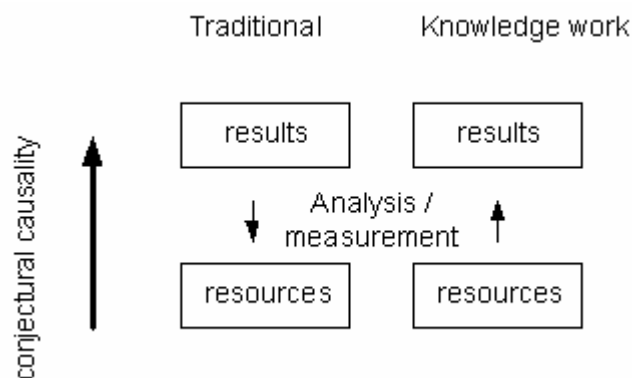 Traditional
Knowledge work
results
results
conjectural causality
Analysis /
measurement
resources
resources